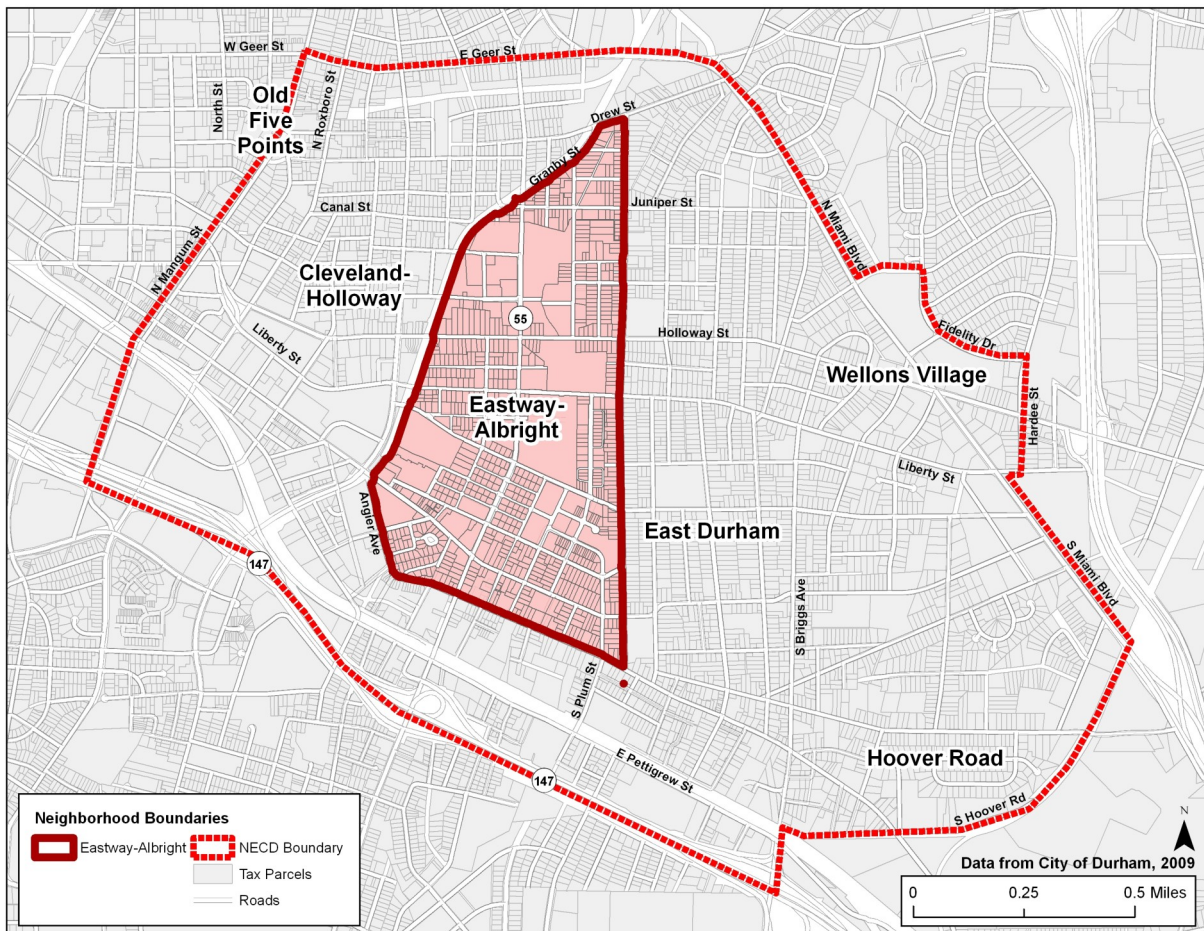 W Geer St
E Geer St
North St
N Roxboro St
Old
Five
Points
Drew St
Granby St
Canal St
Juniper St
N Mangum St
N Miami Blvd
Cleveland-
Holloway
55
Liberty St
Holloway St
Fidelity Dr
Wellons Village
Eastway-
Albright
Hardee St
Liberty St
Angier Ave
East Durham
147
S Miami Blvd
S Briggs Ave
S Plum St
E Pettigrew St
Hoover Road
147
S Hoover Rd
Neighborhood Boundaries
Eastway-Albright
NECD Boundary
Tax Parcels
Roads
N
Data from City of Durham, 2009
0 0.25 0.5 Miles